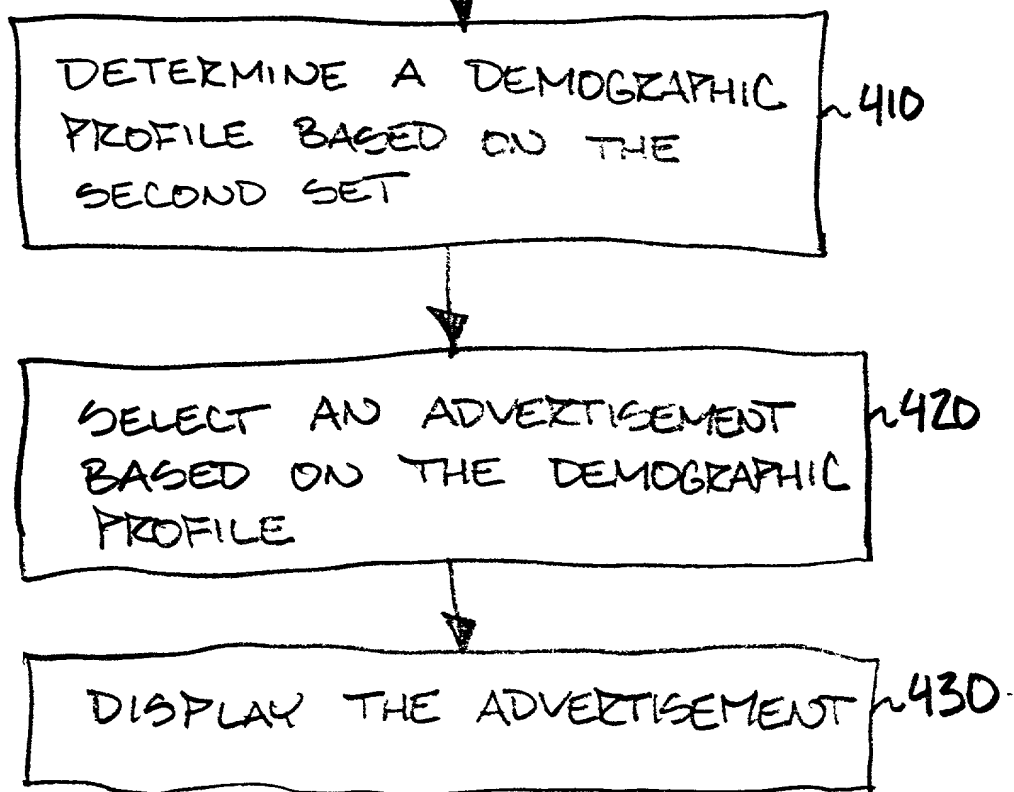 DETERMINE A DEMOGRAPHIC
PROFILE BASED ON THE
SECOND SET
410
SELECT AN ADVERTISEMENT
BASED ON THE DEMOGRAPHIC
PROFILE
420
DISPLAY THE ADVERTISEMENT
430